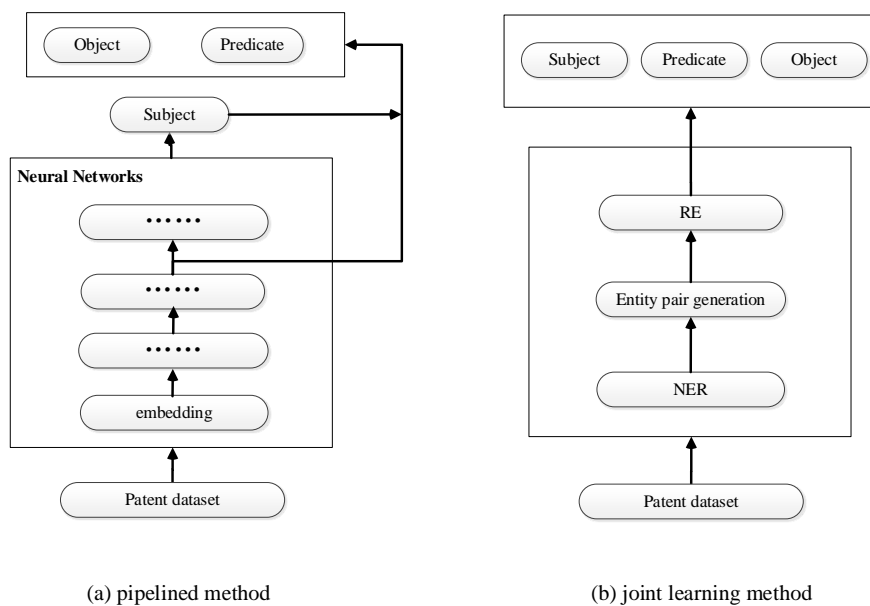 Object
Predicate
Subject
Neural Networks
••••••
••••••
••••••
embedding
Patent dataset
(a) pipelined method
Subject
Predicate
Object
RE
Entity pair generation
NER
Patent dataset
(b) joint learning method